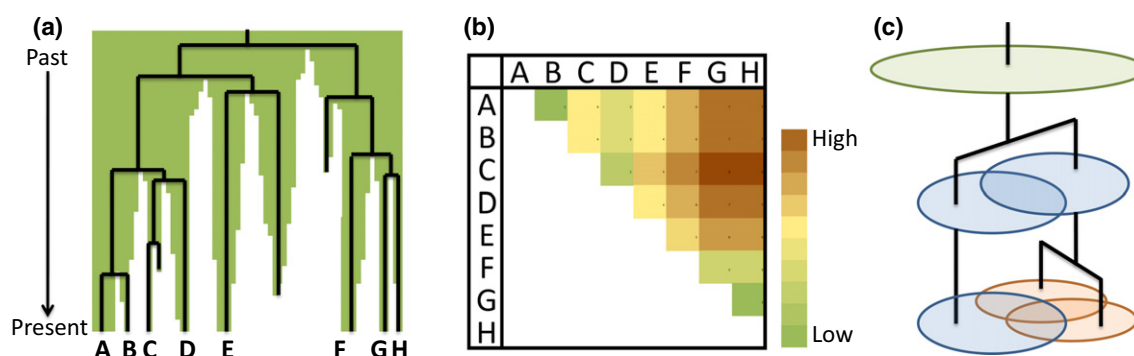 (a)
Past
Present
A B C D E F G H
(b)
A B C D E F G H
A
B
C
D
E
F
G
H
High
Low
(c)